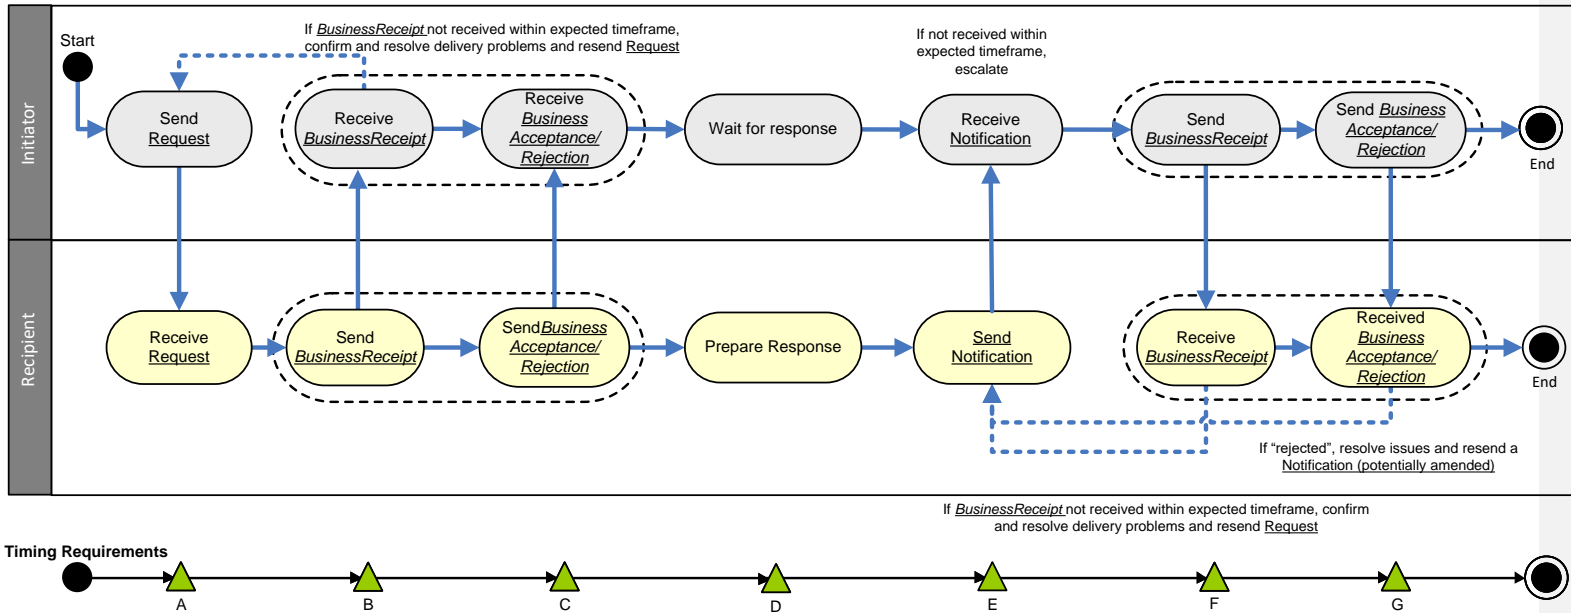 Initiator
Start
If BusinessReceipt not received within expected timeframe,
confirm and resolve delivery problems and resend Request
If not received within
expected timeframe,
escalate
Send
Request
Receive
BusinessReceipt
Receive
Business
Acceptance/
Rejection
Wait for response
Receive
Notification
Send
BusinessReceipt
Send Business
Acceptance/
Rejection
End
Recipient
Receive
Request
Send
BusinessReceipt
SendBusiness
Acceptance/
Rejection
Prepare Response
Send
Notification
Receive
BusinessReceipt
Received
Business
Acceptance/
Rejection
End
If “rejected”, resolve issues and resend a
Notification (potentially amended)
If BusinessReceipt not received within expected timeframe, confirm
and resolve delivery problems and resend Request
Timing Requirements
A
B
C
D
E
F
G